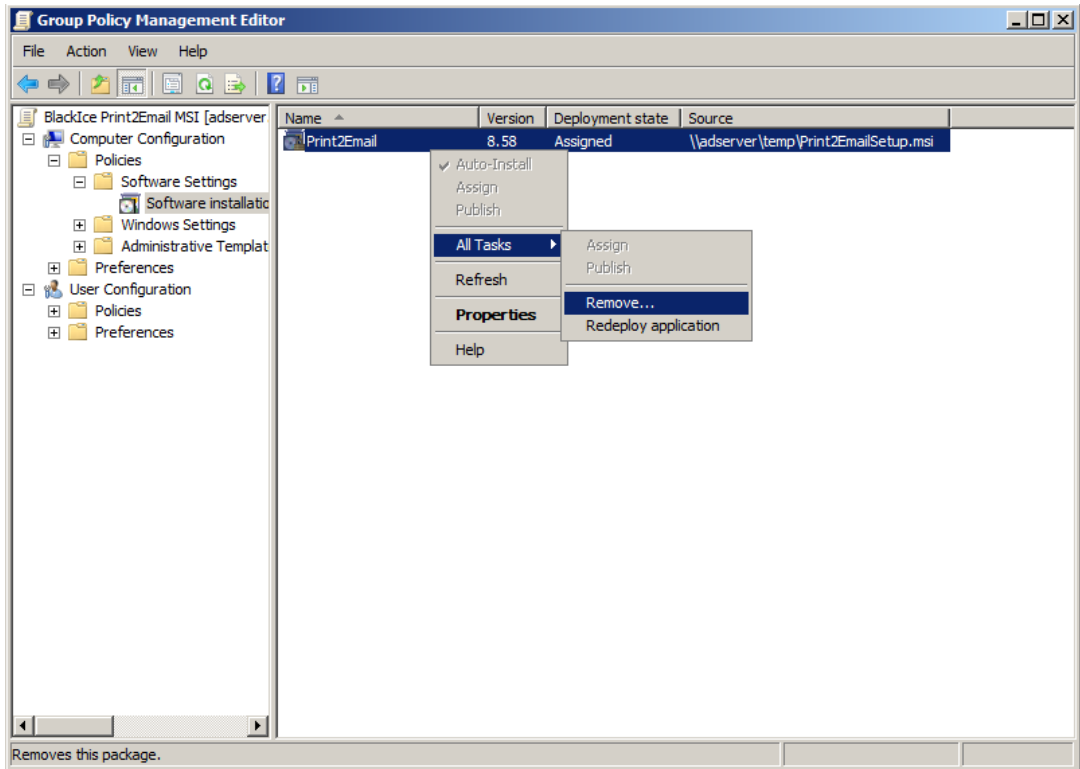 Group Policy Management Editor
File Action View Help
BlackIce Print2Email MSI [adserver.
Computer Configuration
Policies
Software Settings
Software installatio
Windows Settings
Administrative Templat
Preferences
User Configuration
Policies
Preferences
Name Version Deployment state Source
Print2Email 8.58 Assigned \\adserver\temp\Print2EmailSetup.msi
Auto-Install
Assign
Publish
All Tasks
Refresh
Properties
Help
Assign
Publish
Remove...
Redeploy application
Removes this package.